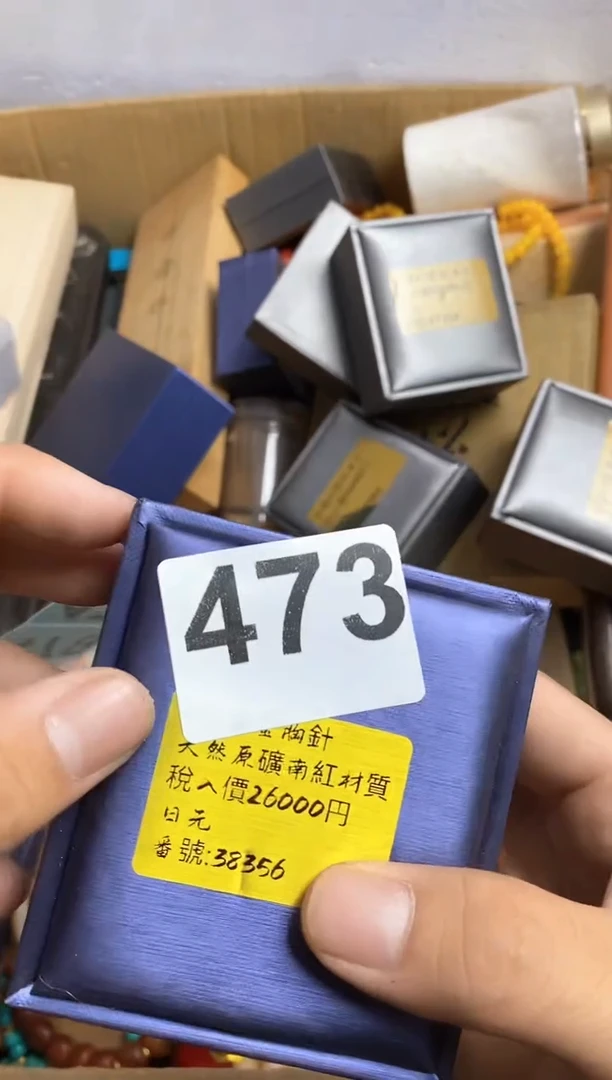 473
金胸針
天然原礦南紅材質
稅入價26000円
日元
番號:38356